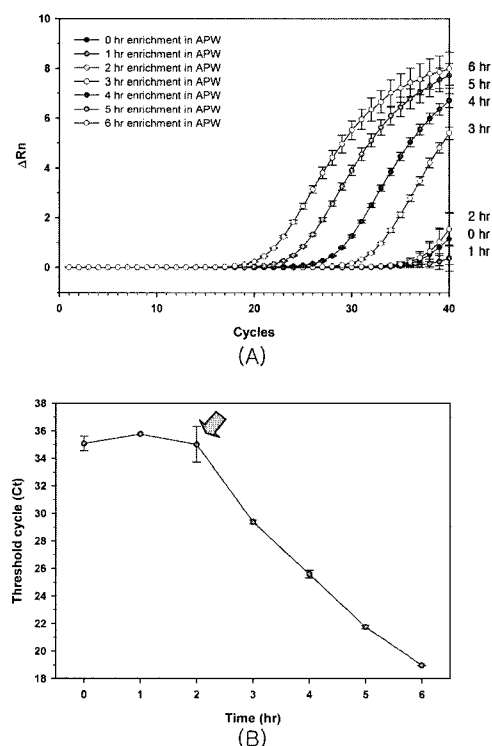 10
8
6
4
2
0
ΔRn
0 hr enrichment in APW
1 hr enrichment in APW
2 hr enrichment in APW
3 hr enrichment in APW
4 hr enrichment in APW
5 hr enrichment in APW
6 hr enrichment in APW
6 hr
5 hr
4 hr
3 hr
2 hr
0 hr
1 hr
0 10 20 30 40
Cycles
(A)
38
36
34
32
30
28
26
24
22
20
18
Threshold cycle (Ct)
0 1 2 3 4 5 6
Time (hr)
(B)